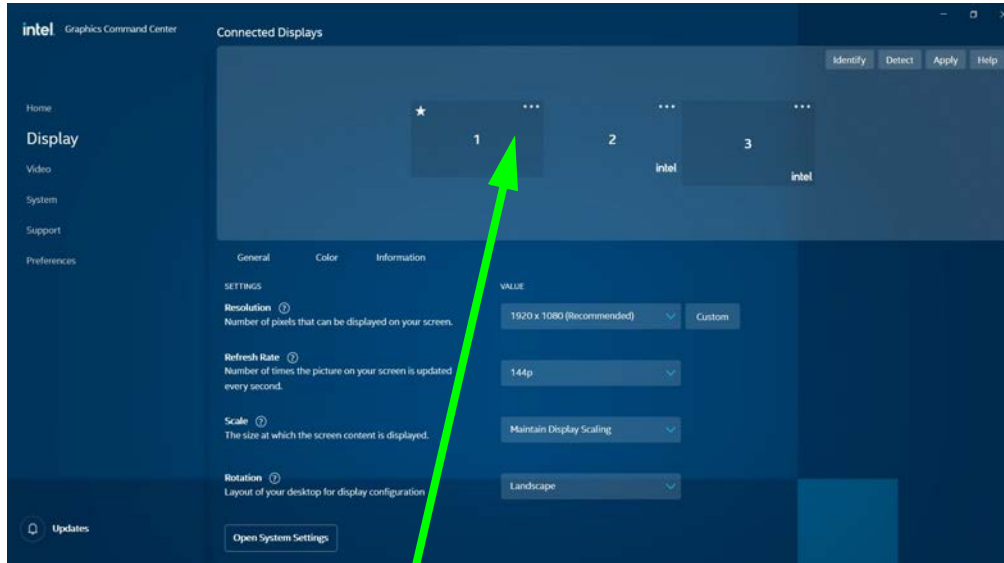 intel Graphics Command Center
Connected Displays
Identify Detect Apply Help
Home
Display
Video
System
Support
Preferences
Updates
1
2
intel
3
intel
General Color Information
SETTINGS VALUE
Resolution ?
Number of pixels that can be displayed on your screen.
1920 x 1080 (Recommended) Custom
Refresh Rate ?
Number of times the picture on your screen is updated
every second.
144p
Scale ?
The size at which the screen content is displayed.
Maintain Display Scaling
Rotation ?
Layout of your desktop for display configuration
Landscape
Open System Settings